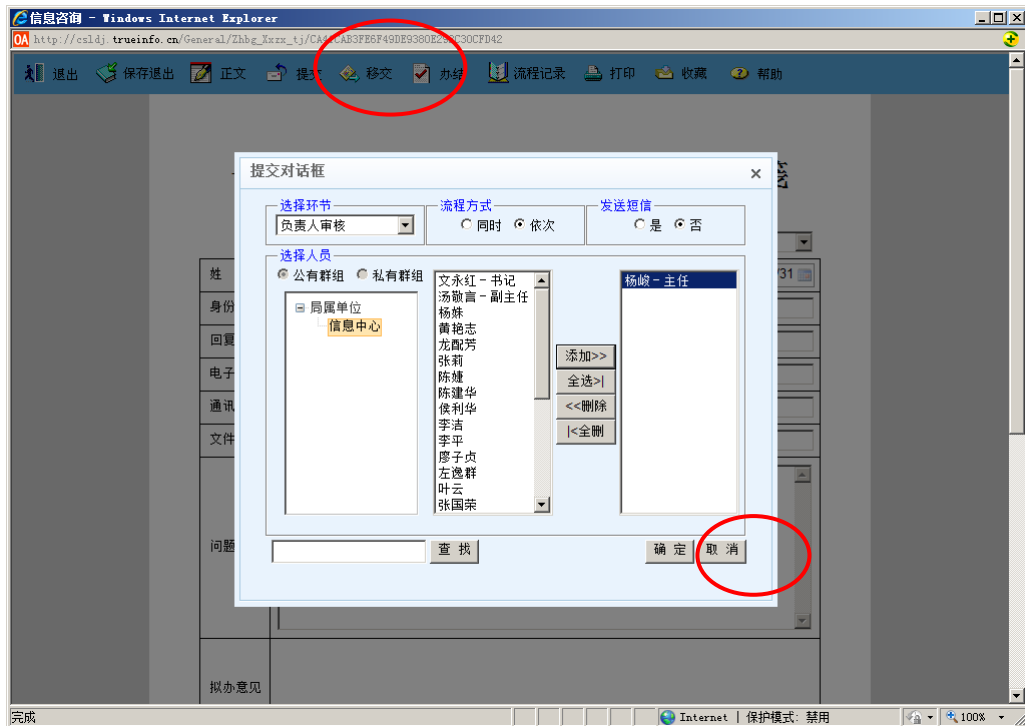 信息咨询 - Windows Internet Explorer
OA http://csldj.trueinfo.cn/General/Zhbg_Xxzx_tj/
退出 保存退出 正文 提交 移交 办结 流程记录 打印 收藏 帮助
提交对话框 ×
选择环节 流程方式 发送短信
负责人审核 同时 依次 是 否
选择人员
公有群组 私有群组
局属单位
信息中心
文永红-书记
汤敬言-副主任
杨姝
黄艳志
龙酡芳
张莉
陈婕
陈建华
侯利华
李洁
李平
廖子贞
左逸群
叶云
张国荣
添加>>
全选>|
<<删除
|<全删
杨峻-主任
查 找
确 定
取 消
笺
姓
/31
身份
回复
电子
通讯
文件
问题
拟办意见
完成
Internet | 保护模式: 禁用
100%